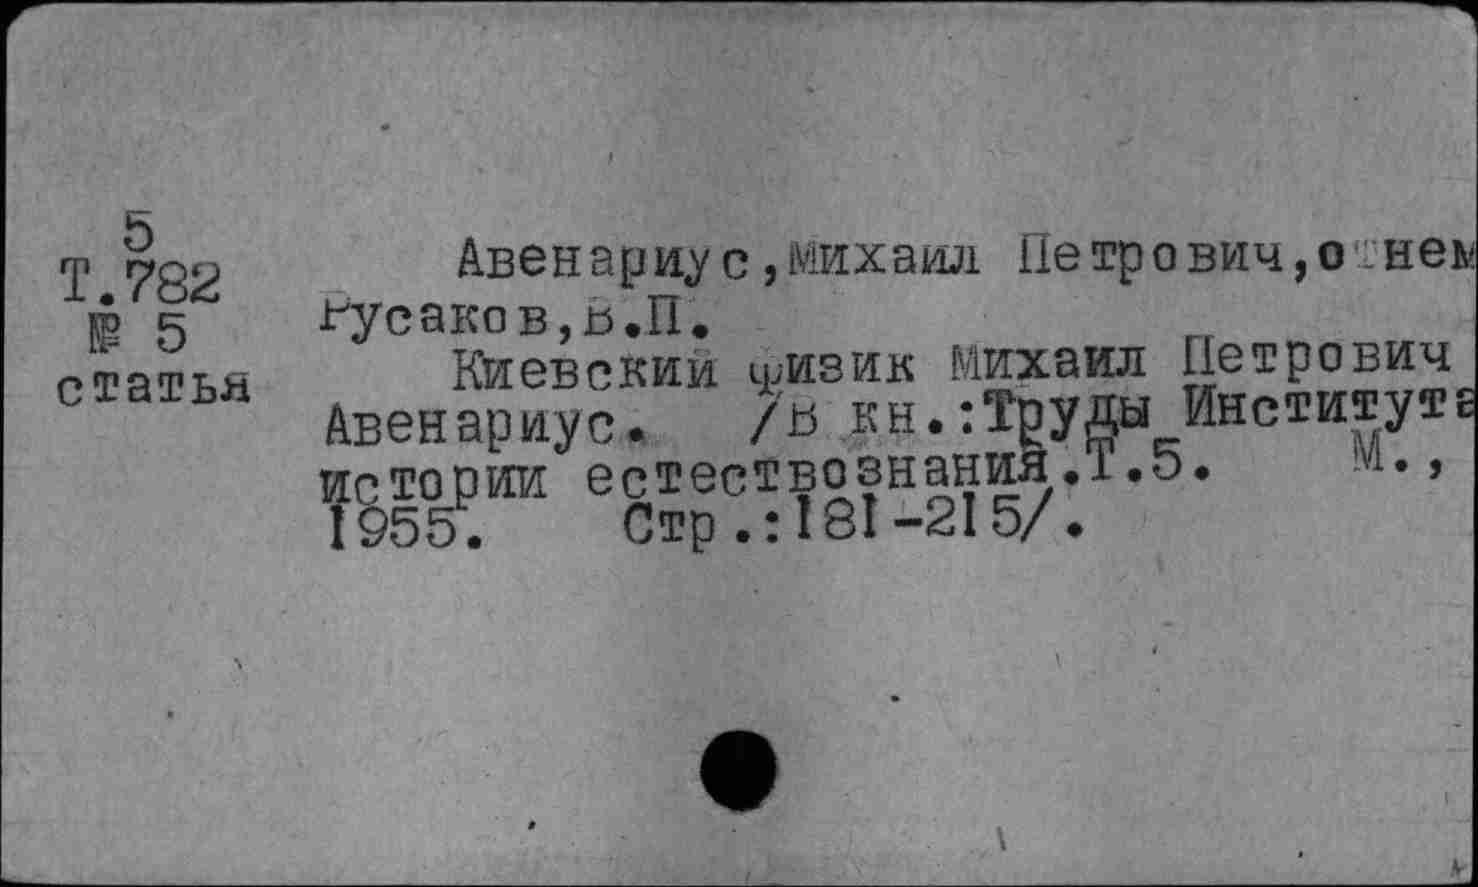 5
Т.782
№ 5
статья
Авенариус,Михаил Петрович,о нем
Русаков,В.П.
Киевский физик Михаил Петрович
Авенариус. /В кн.:Труды Института
истории естествознания.Т.5. М.,
1955. Стр.:181-215/.